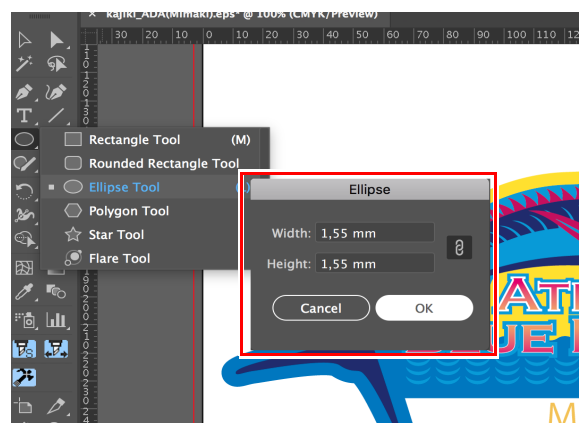 × kajiki_ADA(Mimaki).eps* @ 100% (CMYK/Preview)
30 20 10 0 10 20 30 40 50 60 70 80 90 100 110 12
Rectangle Tool (M)
Rounded Rectangle Tool
Ellipse Tool
Polygon Tool
Star Tool
Flare Tool
Ellipse
Width: 1,55 mm
Height: 1,55 mm
Cancel OK
M